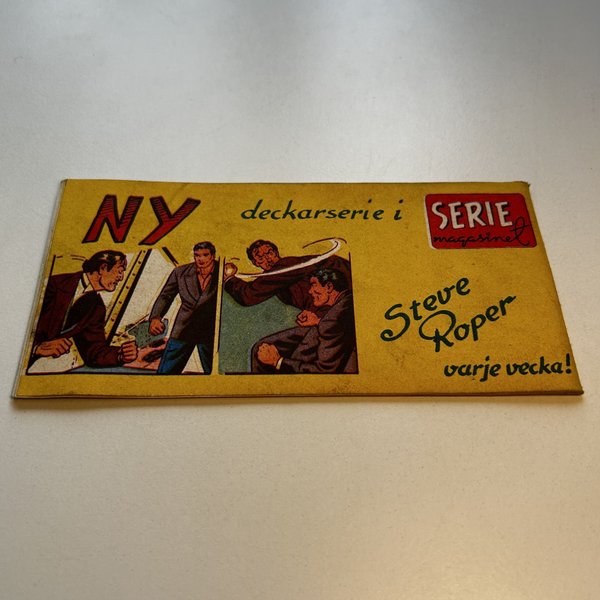 NY deckarserie i SERIE
magasinet
Steve
Roper
varje vecka!